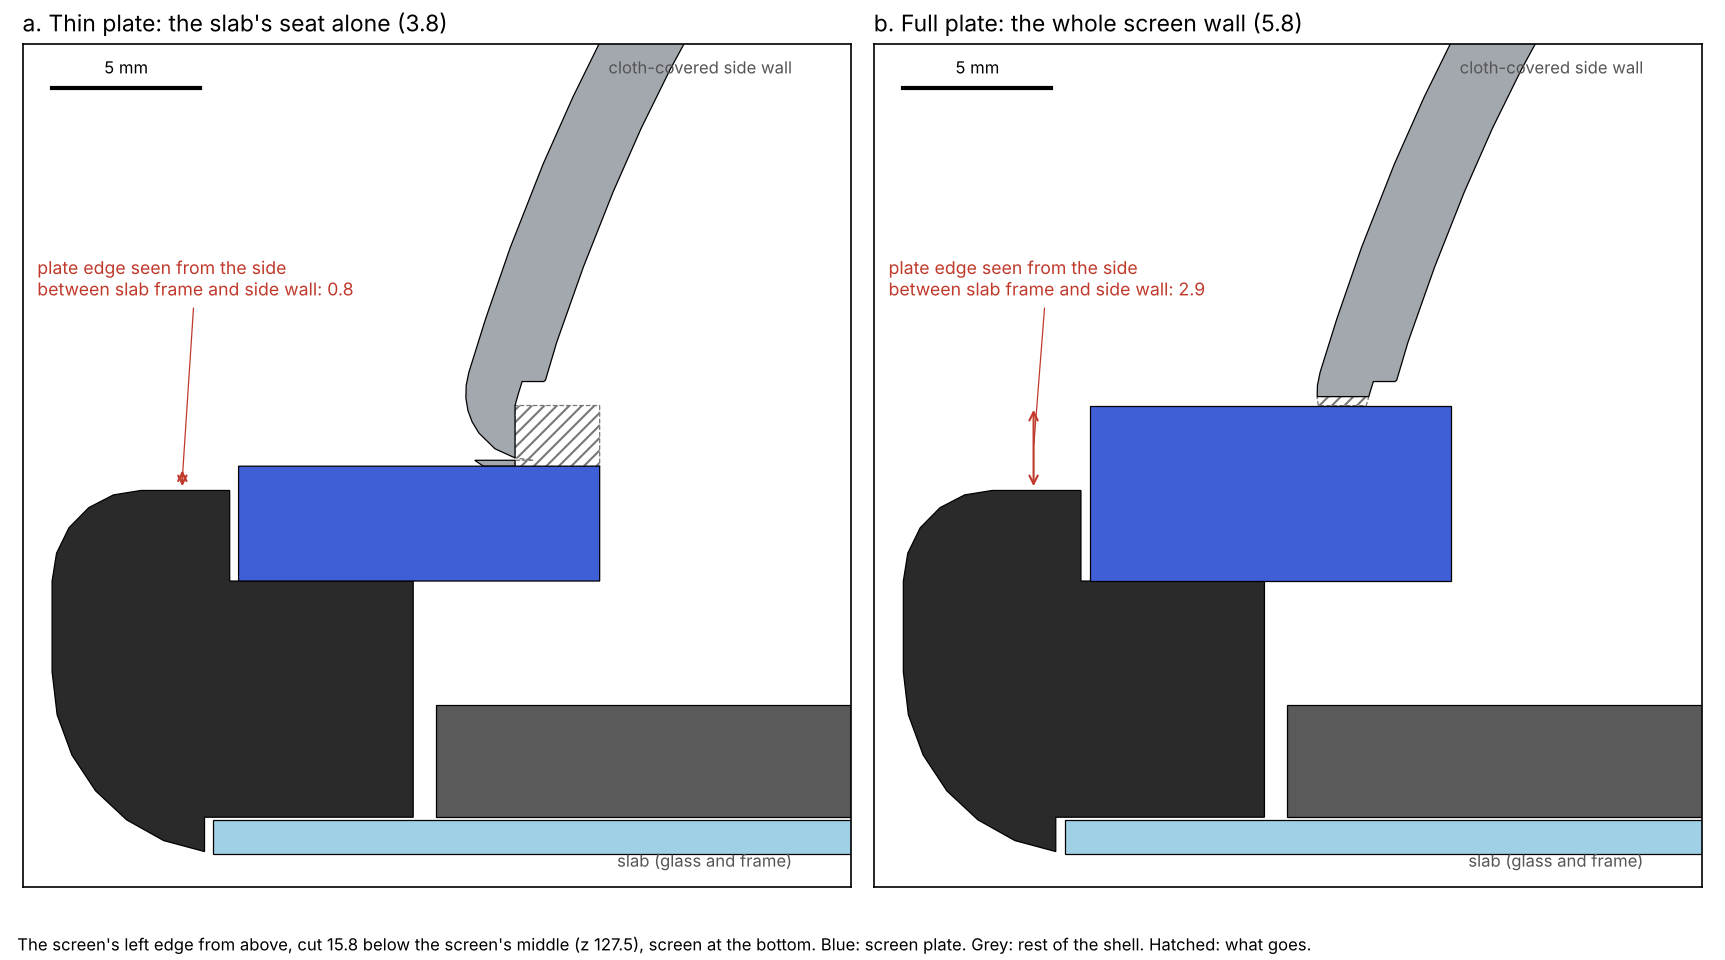 a. Thin plate: the slab's seat alone (3.8)
5 mm
cloth-covered side wall
plate edge seen from the side
between slab frame and side wall: 0.8
slab (glass and frame)
b. Full plate: the whole screen wall (5.8)
5 mm
cloth-covered side wall
plate edge seen from the side
between slab frame and side wall: 2.9
slab (glass and frame)
The screen's left edge from above, cut 15.8 below the screen's middle (z 127.5), screen at the bottom. Blue: screen plate. Grey: rest of the shell. Hatched: what goes.